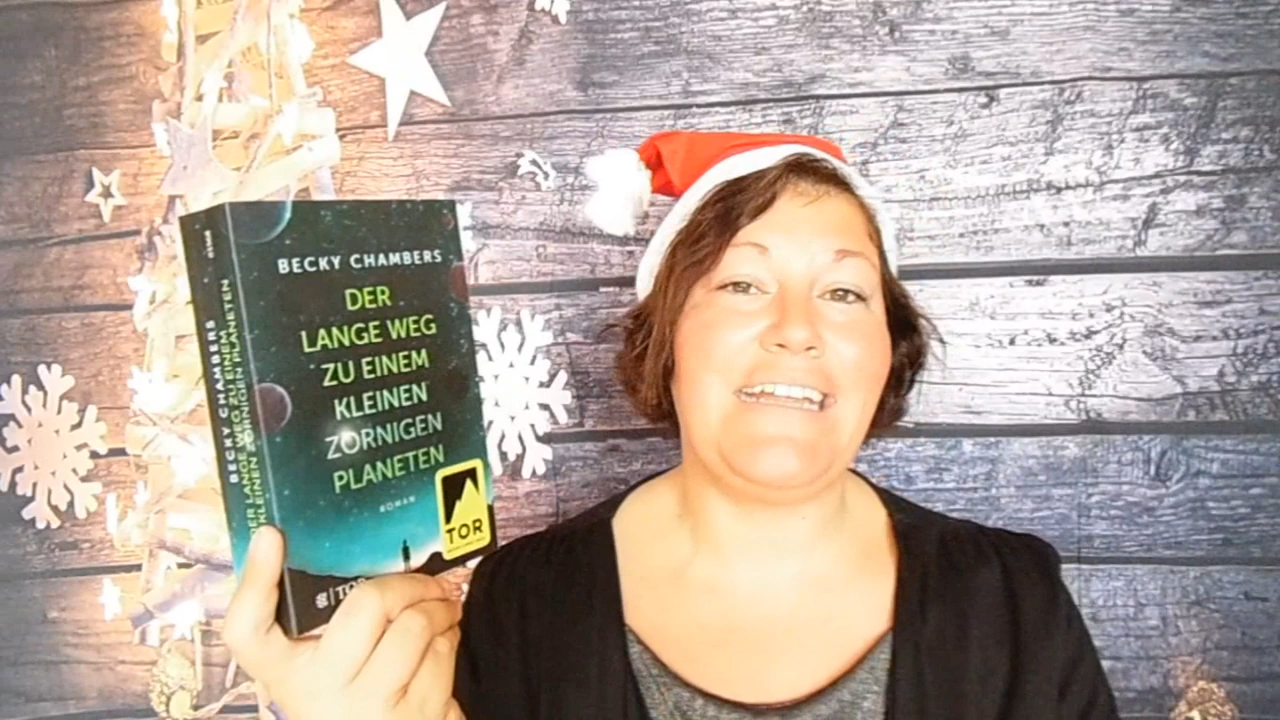 BECKY CHAMBERS
DER
LANGE WEG
ZU EINEM
KLEINEN
ZORNIGEN
PLANETEN
ROMAN
TOR
BECKY CHAMBERS
DER LANGE WEG ZU EINEM
KLEINEN ZORNIGEN PLANETEN